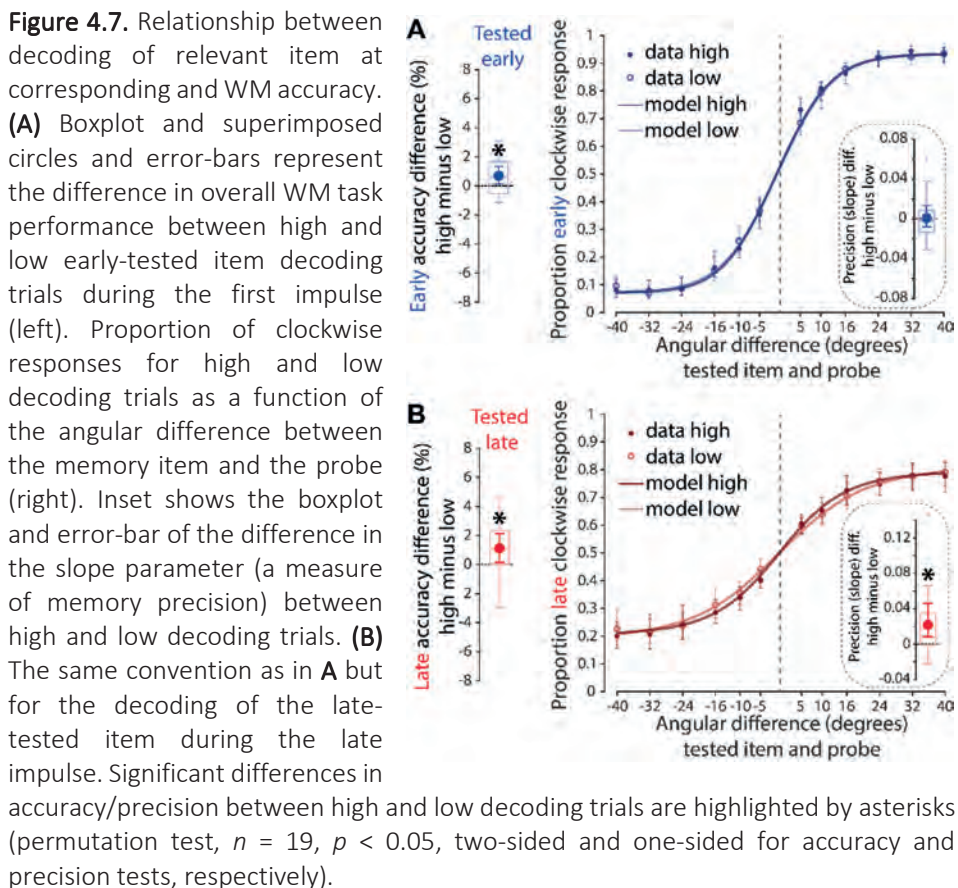 Figure 4.7. Relationship between
decoding of relevant item at
corresponding and WM accuracy.
(A) Boxplot and superimposed
circles and error-bars represent
the difference in overall WM task
performance between high and
low early-tested item decoding
trials during the first impulse
(left). Proportion of clockwise
responses for high and low
decoding trials as a function of
the angular difference between
the memory item and the probe
(right). Inset shows the boxplot
and error-bar of the difference in
the slope parameter (a measure
of memory precision) between
high and low decoding trials. (B)
The same convention as in A but
for the decoding of the late-
tested item during the late
impulse. Significant differences in
accuracy/precision between high and low decoding trials are highlighted by asterisks
(permutation test, n = 19, p < 0.05, two-sided and one-sided for accuracy and
precision tests, respectively).
A
Tested
early
Early accuracy difference (%)
high minus low
8
6
4
2
0
2
-4
-6
-8
*
Proportion early clockwise response
1
0.9
0.8
0.7
0.6
0.5
0.4
0.3
0.2
0.1
0
data high
data low
model high
model low
Precision (slope) diff.
high minus low
0.08
0.04
0
-0.04
-0.08
-40 -32 -24 -16 -10 -5 5 10 16 24 32 40
Angular difference (degrees)
tested item and probe
B
Tested
late
Late accuracy difference (%)
high minus low
8
6
4
2
0
2
-4
-6
-8
*
Proportion late clockwise response
1
0.9
0.8
0.7
0.6
0.5
0.4
0.3
0.2
0.1
0
data high
data low
model high
model low
Precision (slope) diff.
high minus low
0.12
0.08
0.04
0
-0.04
*
-40 -32 -24 -16 -10 -5 5 10 16 24 32 40
Angular difference (degrees)
tested item and probe